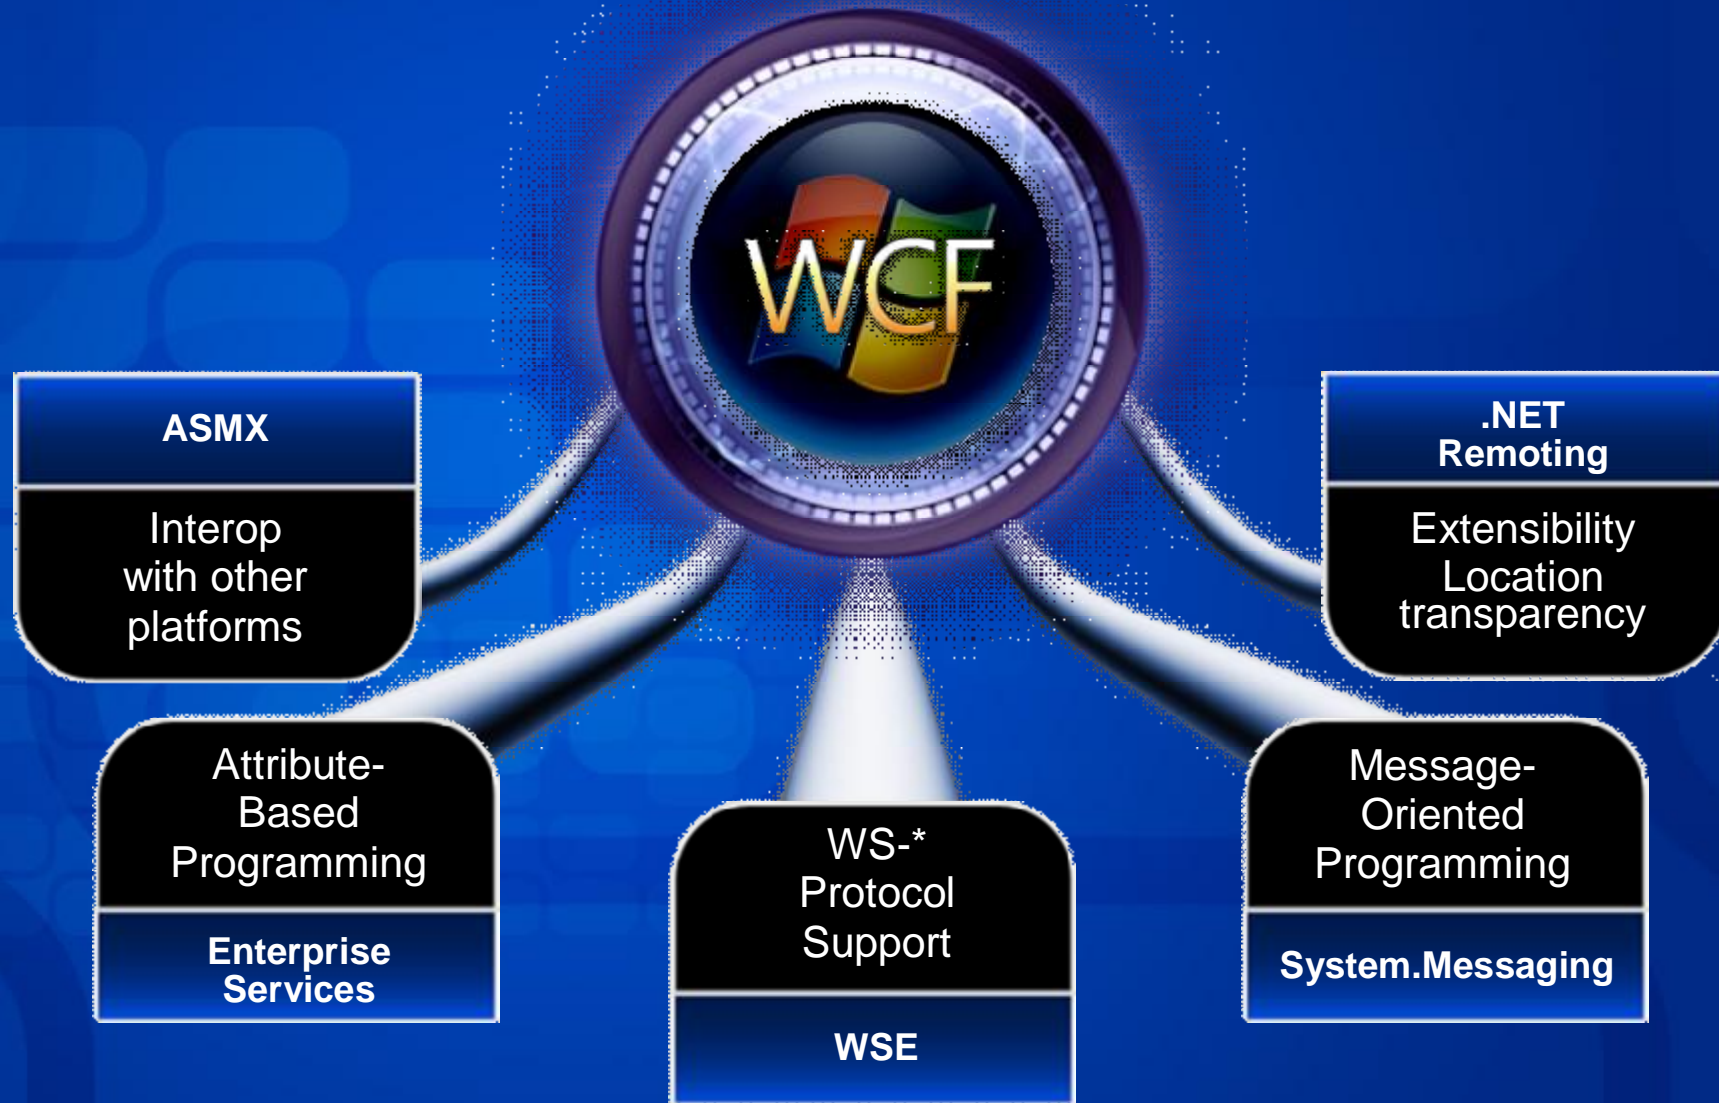 WCF
ASMX
Interop
with other
platforms
.NET
Remoting
Extensibility
Location
transparency
Attribute-
Based
Programming
Enterprise
Services
WS-*
Protocol
Support
WSE
Message-
Oriented
Programming
System.Messaging